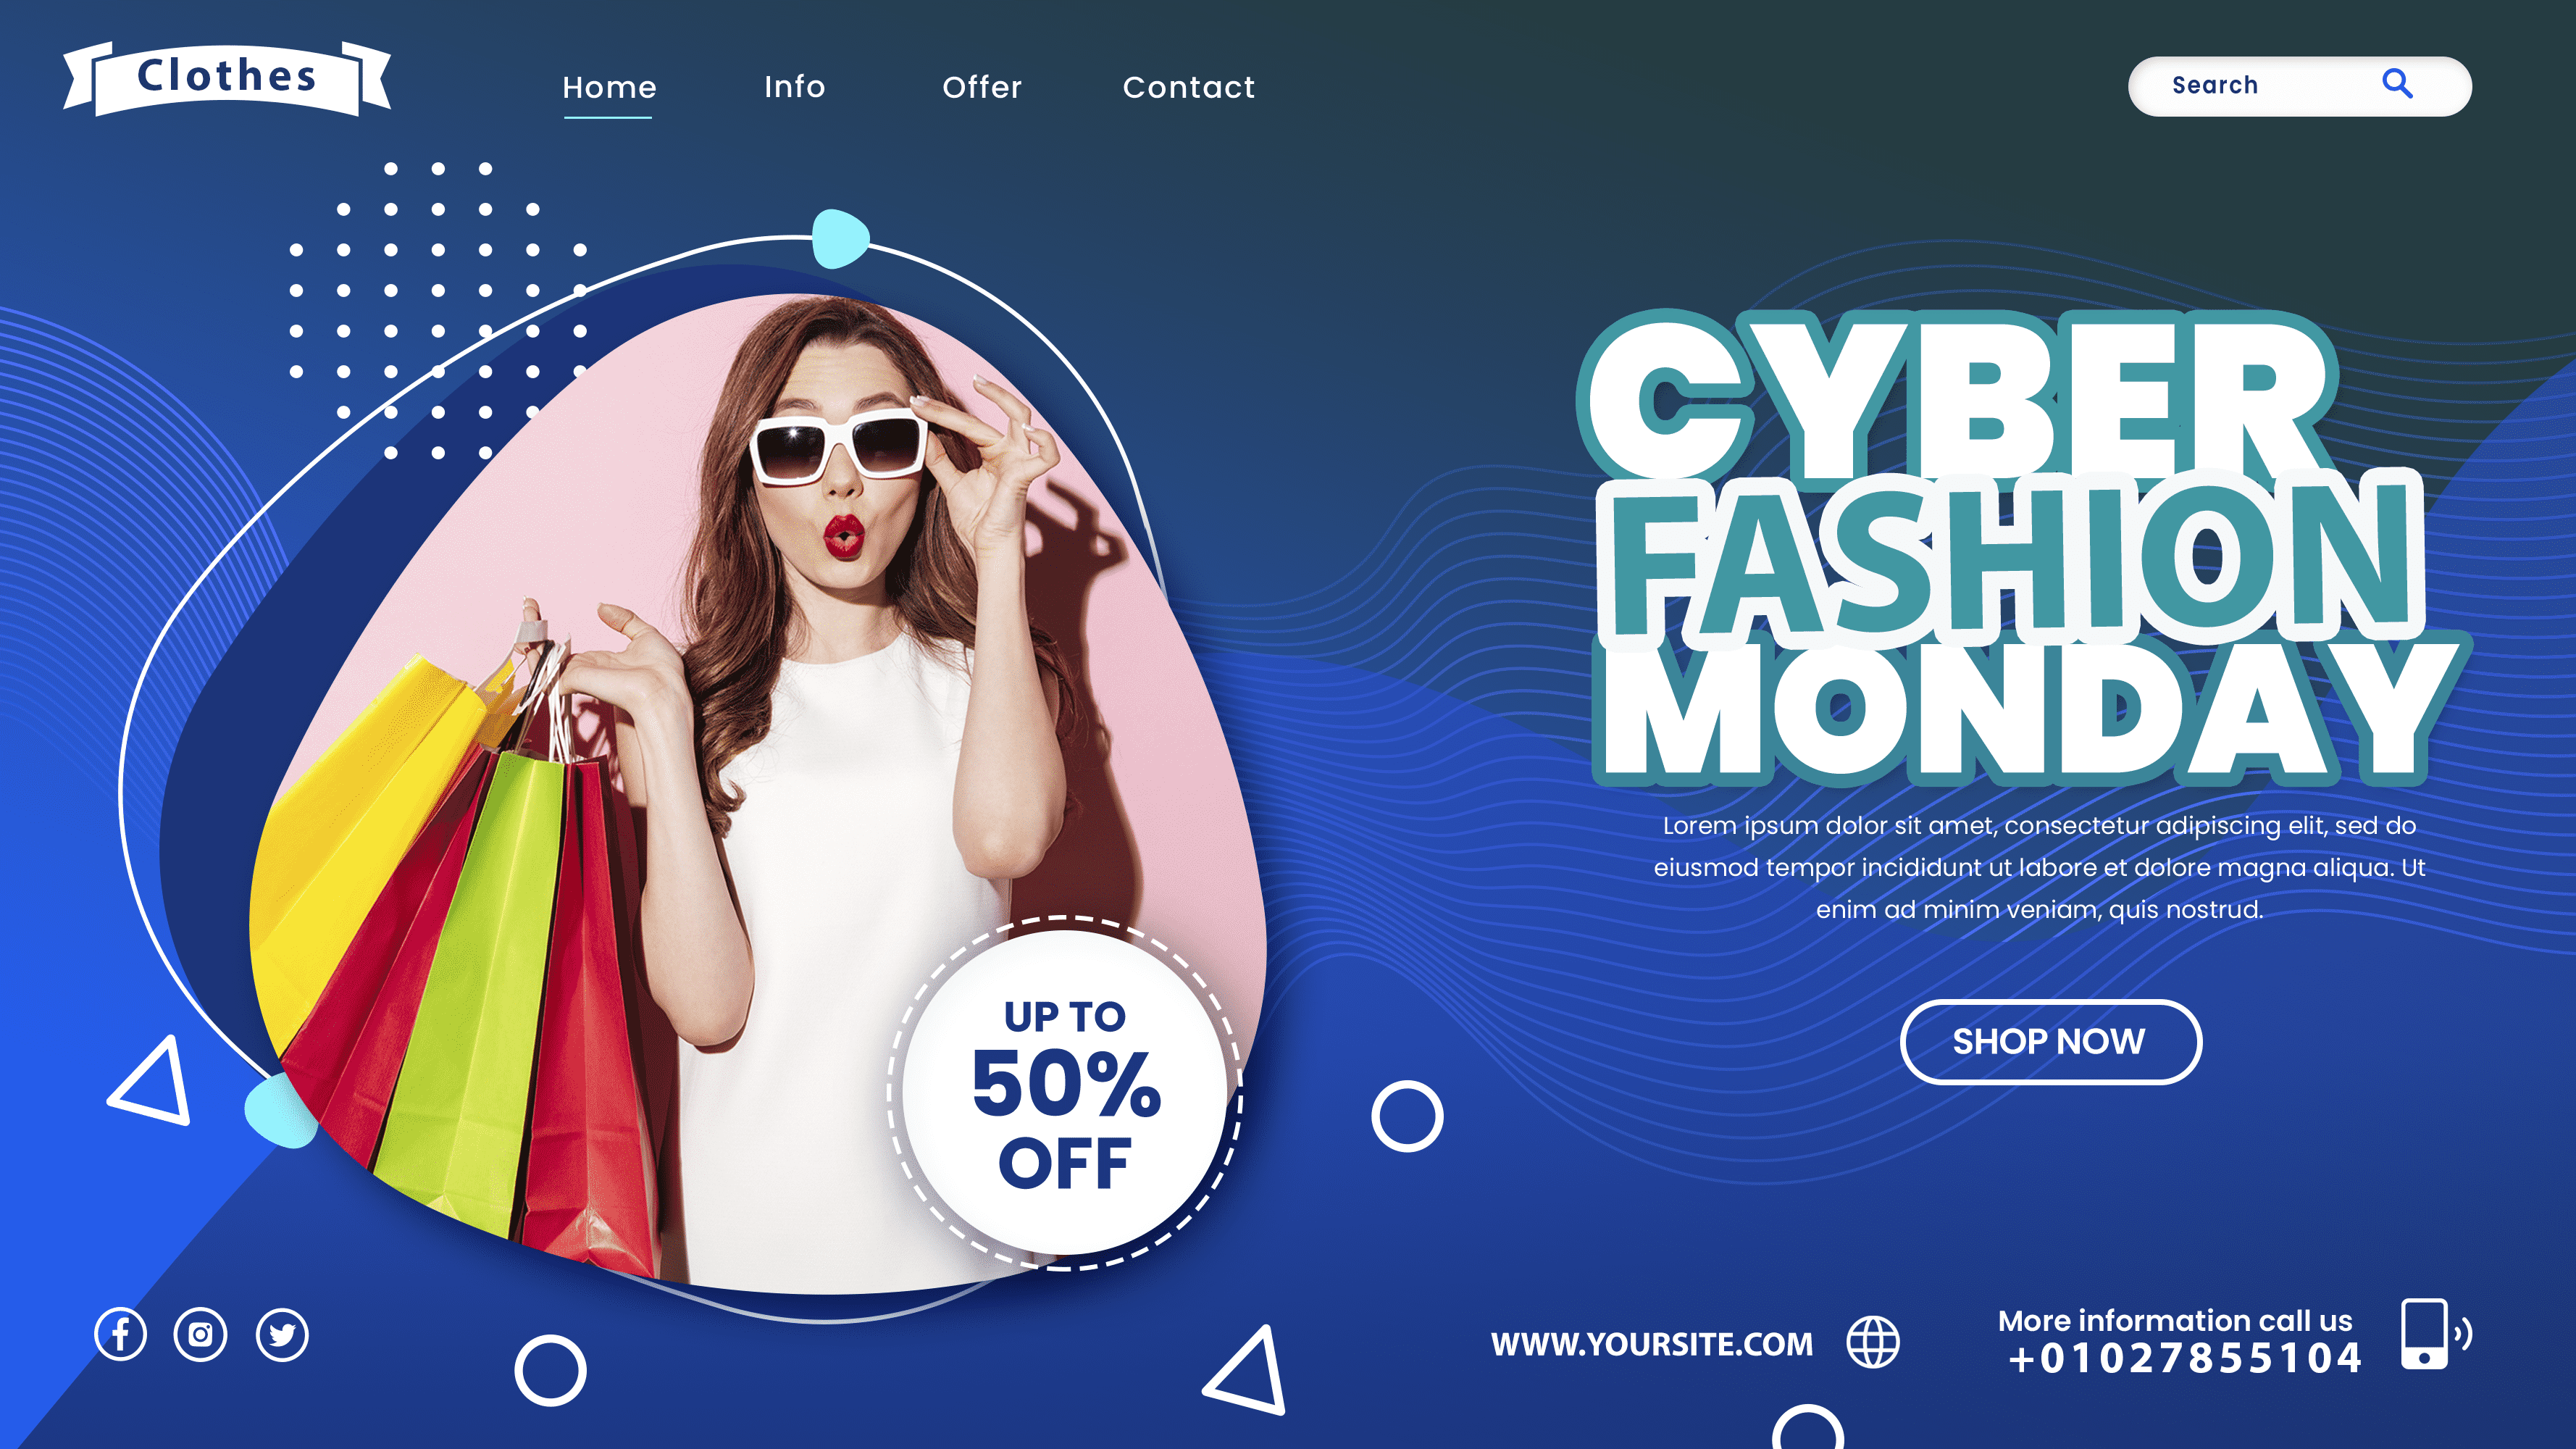 Clothes
Home
Info
Offer
Contact
Search
CYBER
FASHION
MONDAY
Lorem ipsum dolor sit amet, consectetur adipiscing elit, sed do
eiusmod tempor incididunt ut labore et dolore magna aliqua. Ut
enim ad minim veniam, quis nostrud.
SHOP NOW
UP TO
50%
OFF
WWW.YOURSITE.COM
More information call us
+01027855104